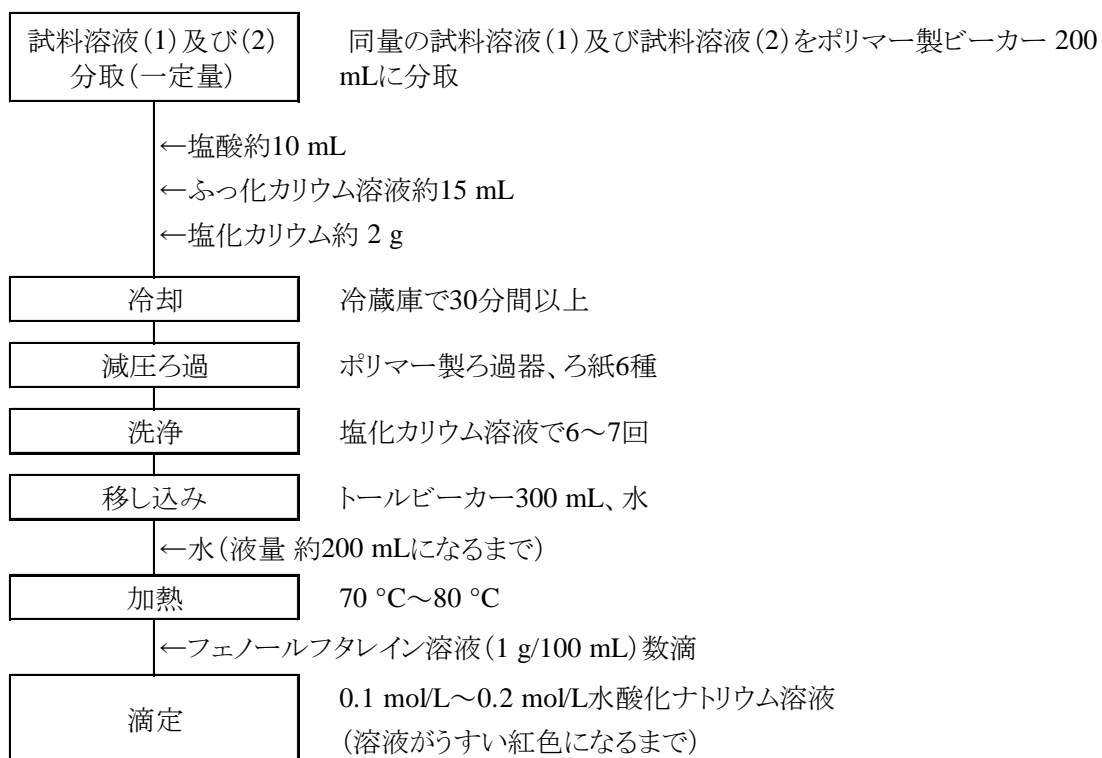 試料溶液(1)及び(2)
分取(一定量)
同量の試料溶液(1)及び試料溶液(2)をポリマー製ビーカー 200
mLに分取
←塩酸約10 mL
←ふっ化カリウム溶液約15 mL
←塩化カリウム約 2 g
冷却
冷蔵庫で30分間以上
減圧ろ過
ポリマー製ろ過器、ろ紙6種
洗浄
塩化カリウム溶液で6～7回
移し込み
トールビーカー300 mL、水
←水(液量 約200 mLになるまで)
加熱
70 °C～80 °C
←フェノールフタレイン溶液(1 g/100 mL)数滴
滴定
0.1 mol/L～0.2 mol/L水酸化ナトリウム溶液
(溶液がうすい紅色になるまで)